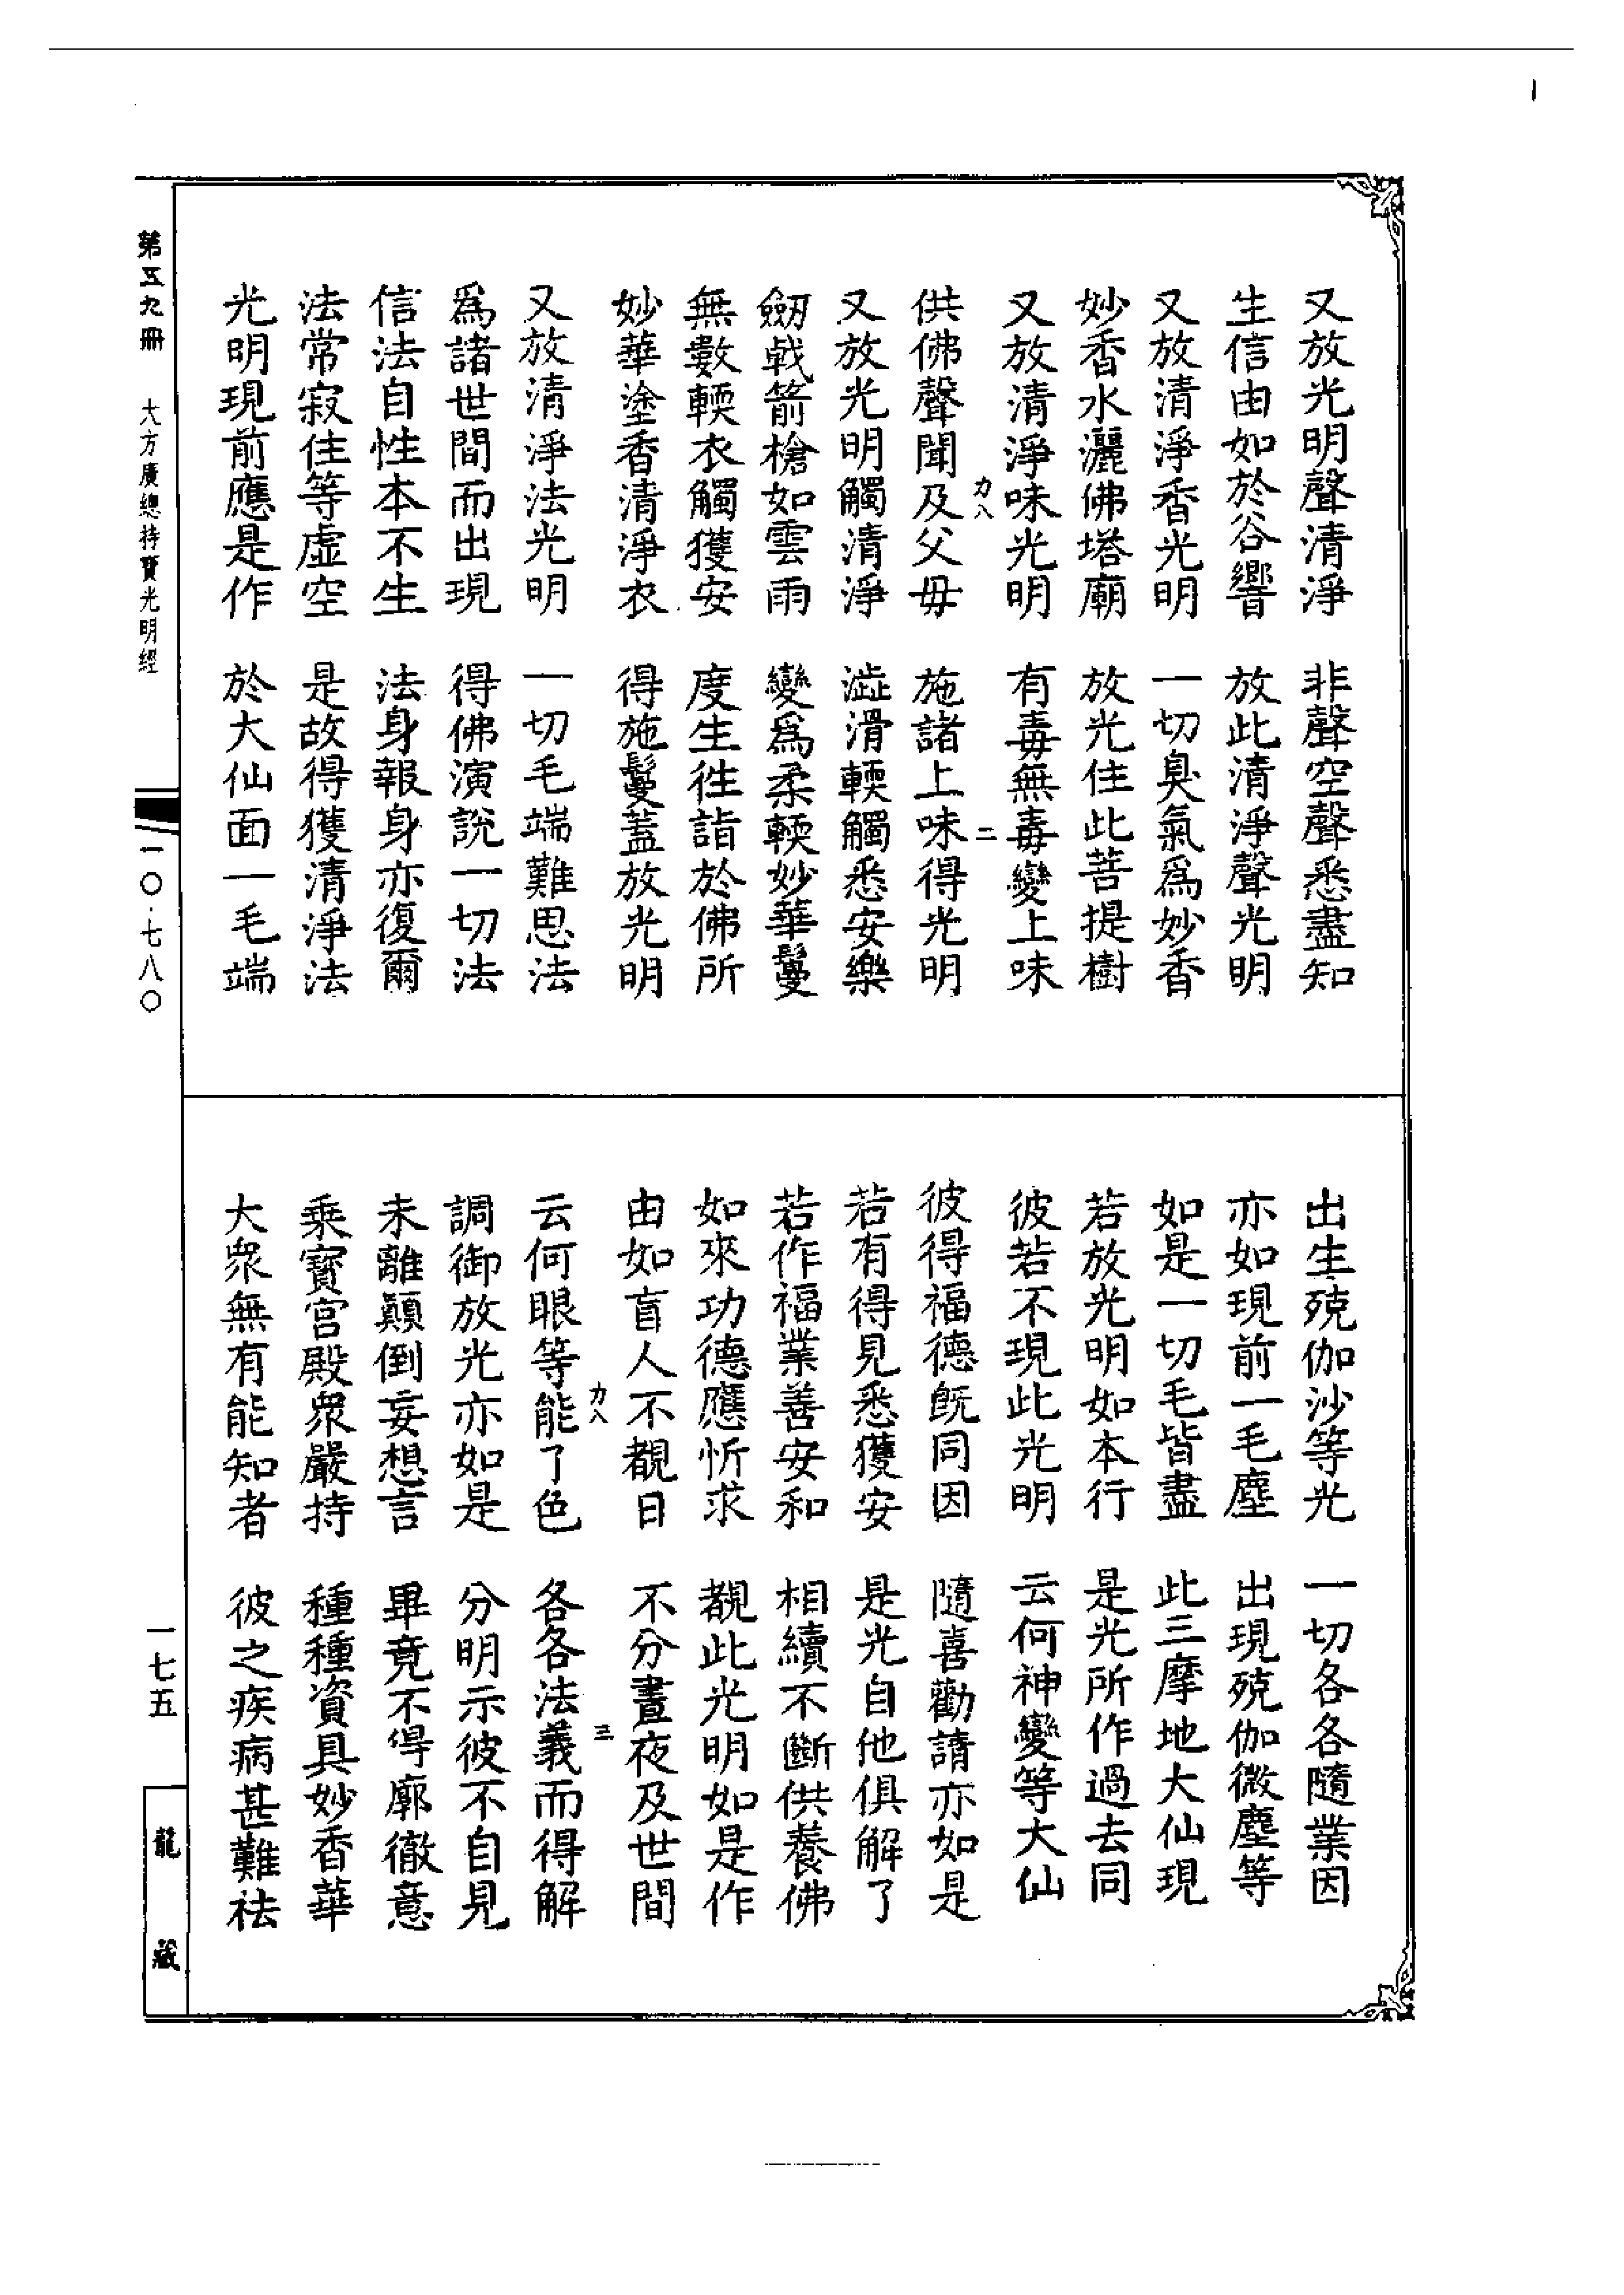 又放光明聲清淨　非聲空聲悉盡知
生信由如於谷響　放此清淨聲光明
又放清淨香光明　一切臭氣爲妙香
妙香水灑佛塔廟　放光住此菩提樹
又放清淨味光明　有毒無毒變上味
力八　二
供佛聲聞及父母　施諸上味得光明
又放光明觸清淨　澁滑輭觸悉安樂
劒戟箭槍如雲雨　變爲柔輭妙華鬘
無數輭衣觸獲安　度生徃詣於佛所
妙華塗香清淨衣　得施鬘蓋放光明
又放清淨法光明　一切毛端難思法
爲諸世間而出現　得佛演說一切法
信法自性本不生　法身報身亦復爾
法常寂住等虛空　是故得獲清淨法
光明現前應是作　於大仙面一毛端
出生殑伽沙等光　一切各各隨業因
亦如現前一毛塵　出現殑伽微塵等
如是一切毛皆盡　此三摩地大仙現
若放光明如本行　是光所作過去同
彼若不現此光明　云何神變等大仙
彼得福德旣同因　隨喜勸請亦如是
若有得見悉獲安　是光自他俱解了
若作福業善安和　相續不斷供養佛
如來功德應忻求　覩此光明如是作
由如盲人不覩日　不分晝夜及世間
力八　三
云何眼等能了色　各各法義而得解
調御放光亦如是　分明示彼不自見
未離顛倒妄想言　畢竟不得廓徹意
乘寶宮殿衆嚴持　種種資具妙香華
大衆無有能知者　彼之疾病甚難祛
第五九冊　大方廣總持寶光明經
一〇·七八〇
一七五
龍藏